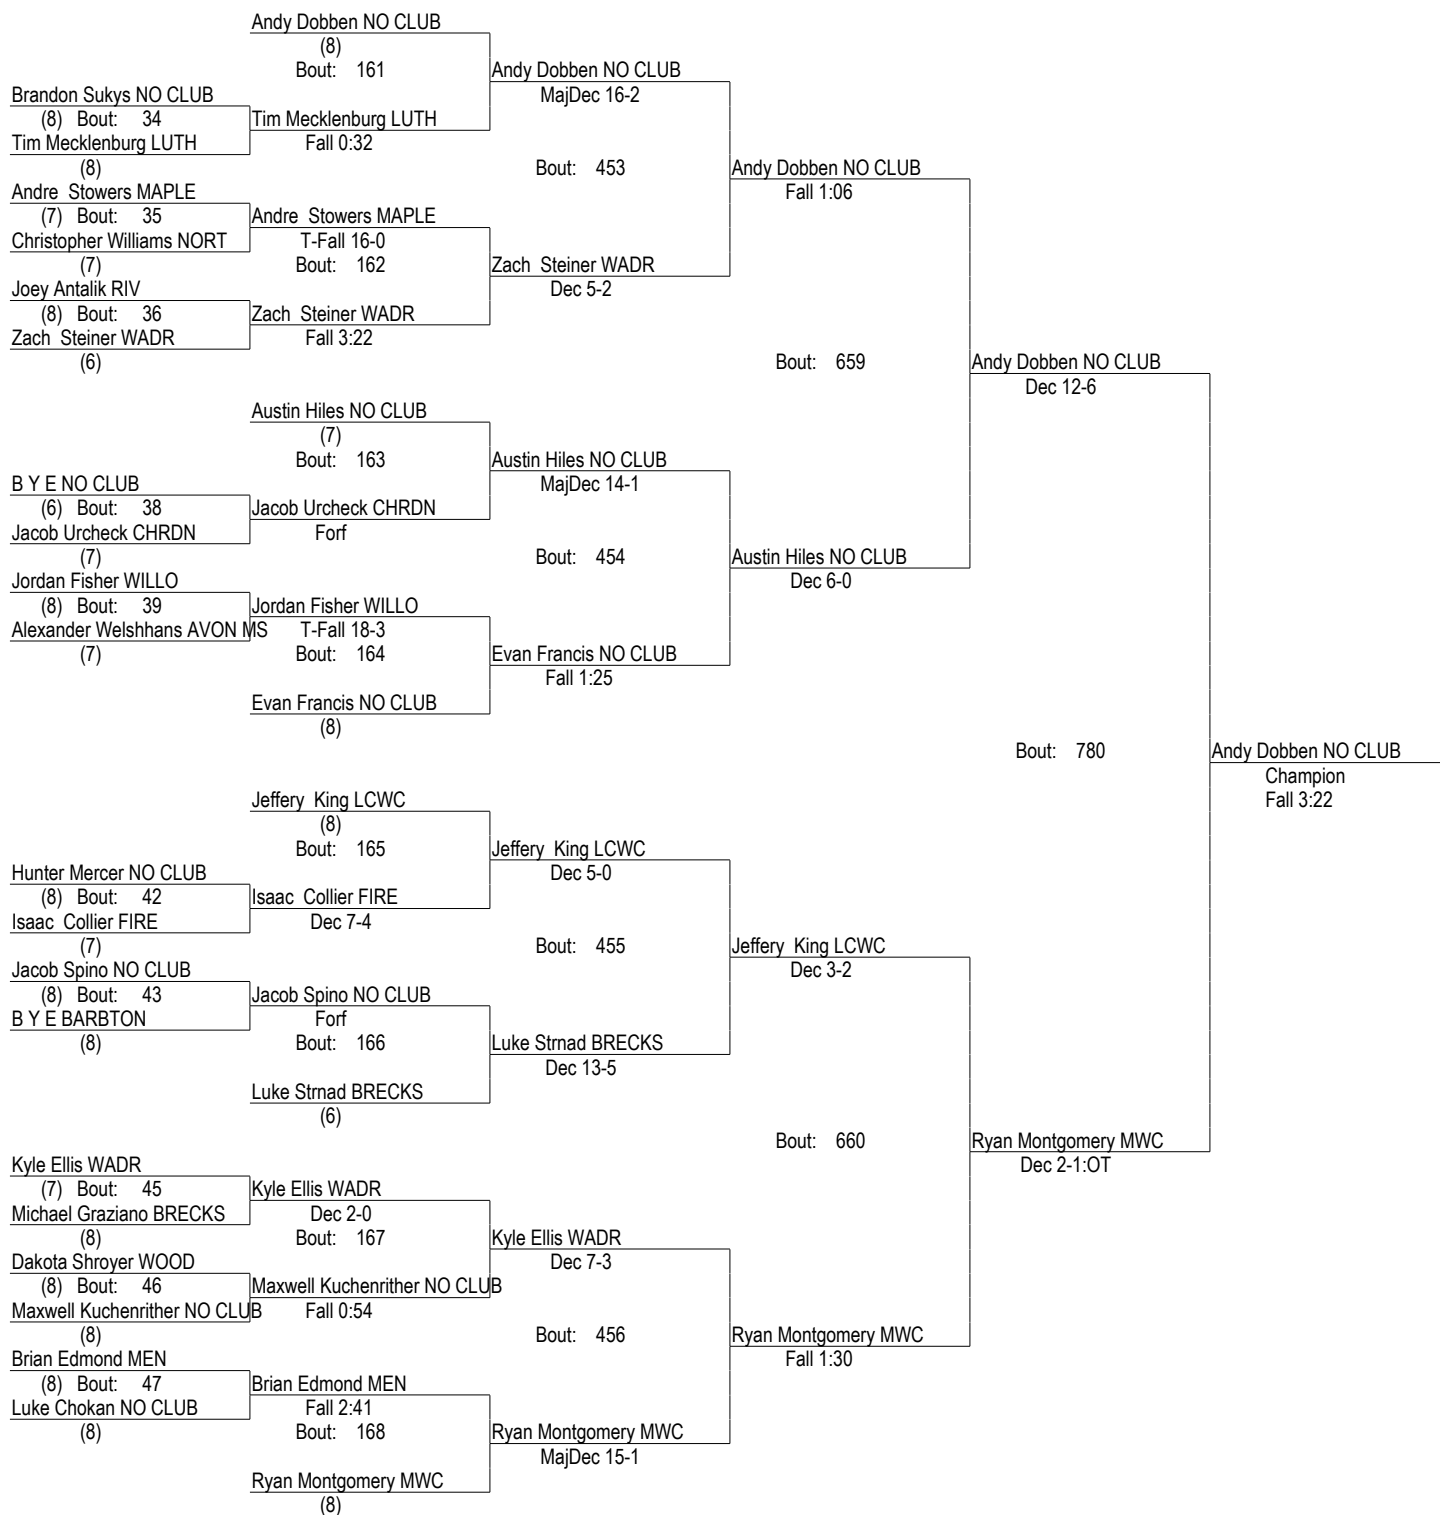 Andy Dobben NO CLUB
(8)
Bout: 161
Andy Dobben NO CLUB
Brandon Sukys NO CLUB
MajDec 16-2
(8) Bout: 34
Tim Mecklenburg LUTH
Tim Mecklenburg LUTH
Fall 0:32
(8)
Bout: 453
Andy Dobben NO CLUB
Andre Stowers MAPLE
Fall 1:06
(7) Bout: 35
Andre Stowers MAPLE
Christopher Williams NORT
T-Fall 16-0
(7)
Bout: 162
Zach Steiner WADR
Joey Antalik RIV
Dec 5-2
(8) Bout: 36
Zach Steiner WADR
Zach Steiner WADR
Fall 3:22
(6)
Bout: 659
Andy Dobben NO CLUB
Dec 12-6
Austin Hiles NO CLUB
(7)
Bout: 163
Austin Hiles NO CLUB
B Y E NO CLUB
MajDec 14-1
(6) Bout: 38
Jacob Urcheck CHRDN
Jacob Urcheck CHRDN
Forf
(7)
Bout: 454
Austin Hiles NO CLUB
Jordan Fisher WILLO
Dec 6-0
(8) Bout: 39
Jordan Fisher WILLO
Alexander Welshhans AVON MS
T-Fall 18-3
(7)
Bout: 164
Evan Francis NO CLUB
Fall 1:25
Evan Francis NO CLUB
(8)
Bout: 780
Andy Dobben NO CLUB
Champion
Fall 3:22
Jeffery King LCWC
(8)
Bout: 165
Jeffery King LCWC
Hunter Mercer NO CLUB
Dec 5-0
(8) Bout: 42
Isaac Collier FIRE
Isaac Collier FIRE
Dec 7-4
(7)
Bout: 455
Jeffery King LCWC
Jacob Spino NO CLUB
Dec 3-2
(8) Bout: 43
Jacob Spino NO CLUB
B Y E BARBTON
Forf
(8)
Bout: 166
Luke Strnad BRECKS
Dec 13-5
Luke Strnad BRECKS
(6)
Bout: 660
Ryan Montgomery MWC
Kyle Ellis WADR
Dec 2-1:OT
(7) Bout: 45
Kyle Ellis WADR
Michael Graziano BRECKS
Dec 2-0
(8)
Bout: 167
Kyle Ellis WADR
Dakota Shroyer WOOD
Dec 7-3
(8) Bout: 46
Maxwell Kuchenrither NO CLUB
Maxwell Kuchenrither NO CLUB
Fall 0:54
(8)
Bout: 456
Ryan Montgomery MWC
Brian Edmond MEN
Fall 1:30
(8) Bout: 47
Brian Edmond MEN
Luke Chokan NO CLUB
Fall 2:41
(8)
Bout: 168
Ryan Montgomery MWC
MajDec 15-1
Ryan Montgomery MWC
(8)